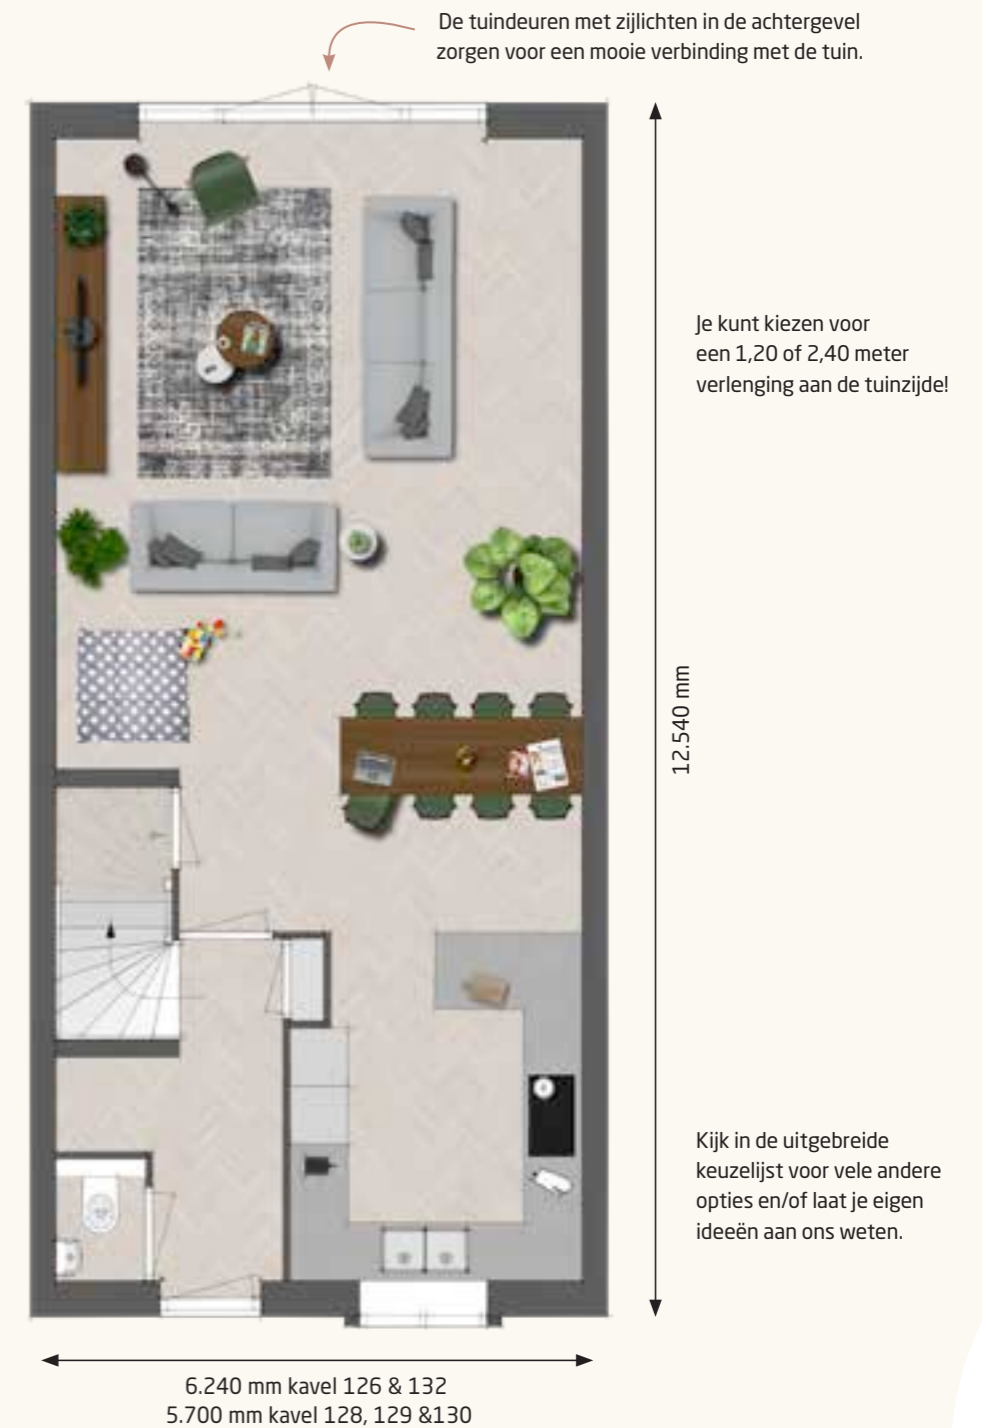 De tuindeuren met zijlichten in de achtergevel
zorgen voor een mooie verbinding met de tuin.
Je kunt kiezen voor
een 1,20 of 2,40 meter
verlenging aan de tuinzijde!
12.540 mm
Kijk in de uitgebreide
keuzelijst voor vele andere
opties en/of laat je eigen
ideeën aan ons weten.
6.240 mm kavel 126 & 132
5.700 mm kavel 128, 129 &130